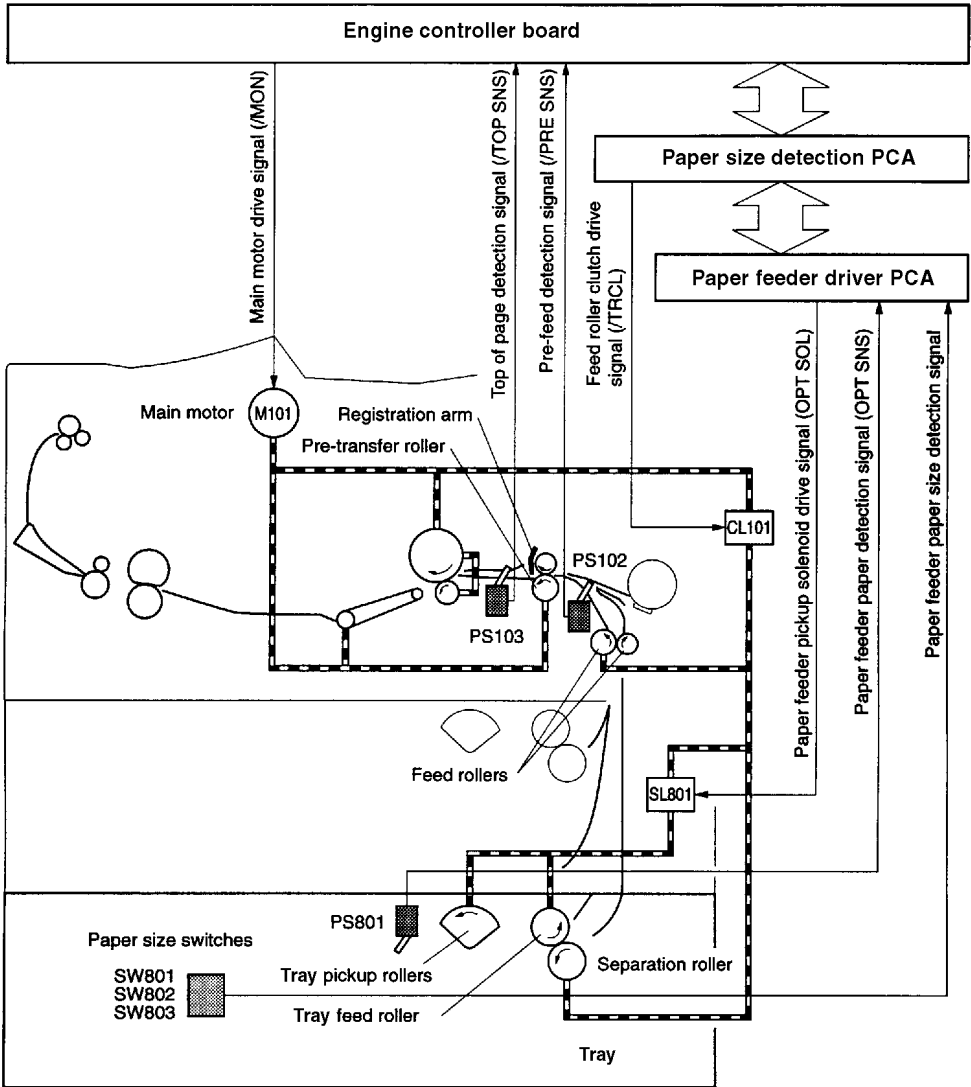 Engine controller board
Main motor drive signal (/MON)
Top of page detection signal (/TOP SNS)
Pre-feed detection signal (/PRE SNS)
Paper size detection PCA
Feed roller clutch drive
signal (/TRCL)
Paper feeder driver PCA
Paper feeder pickup solenoid drive signal (OPT SOL)
Paper feeder paper detection signal (OPT SNS)
Paper feeder paper size detection signal
Main motor
M101
Registration arm
Pre-transfer roller
CL101
PS102
PS103
Feed rollers
SL801
PS801
Paper size switches
Tray pickup rollers
Separation roller
SW801
SW802
SW803
Tray feed roller
Tray